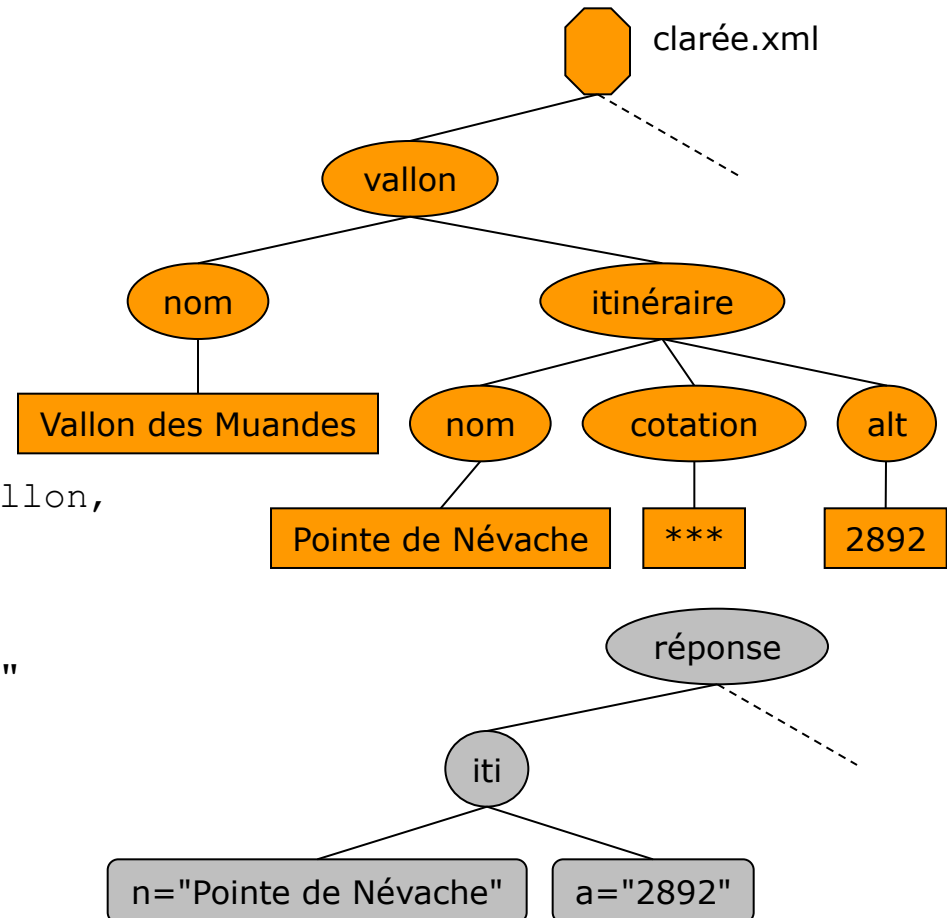 clarée.xml
vallon
nom
itinéraire
Vallon des Muandes
nom
cotation
alt
llon,
Pointe de Névache
***
2892
réponse
"
iti
n="Pointe de Névache"
a="2892"